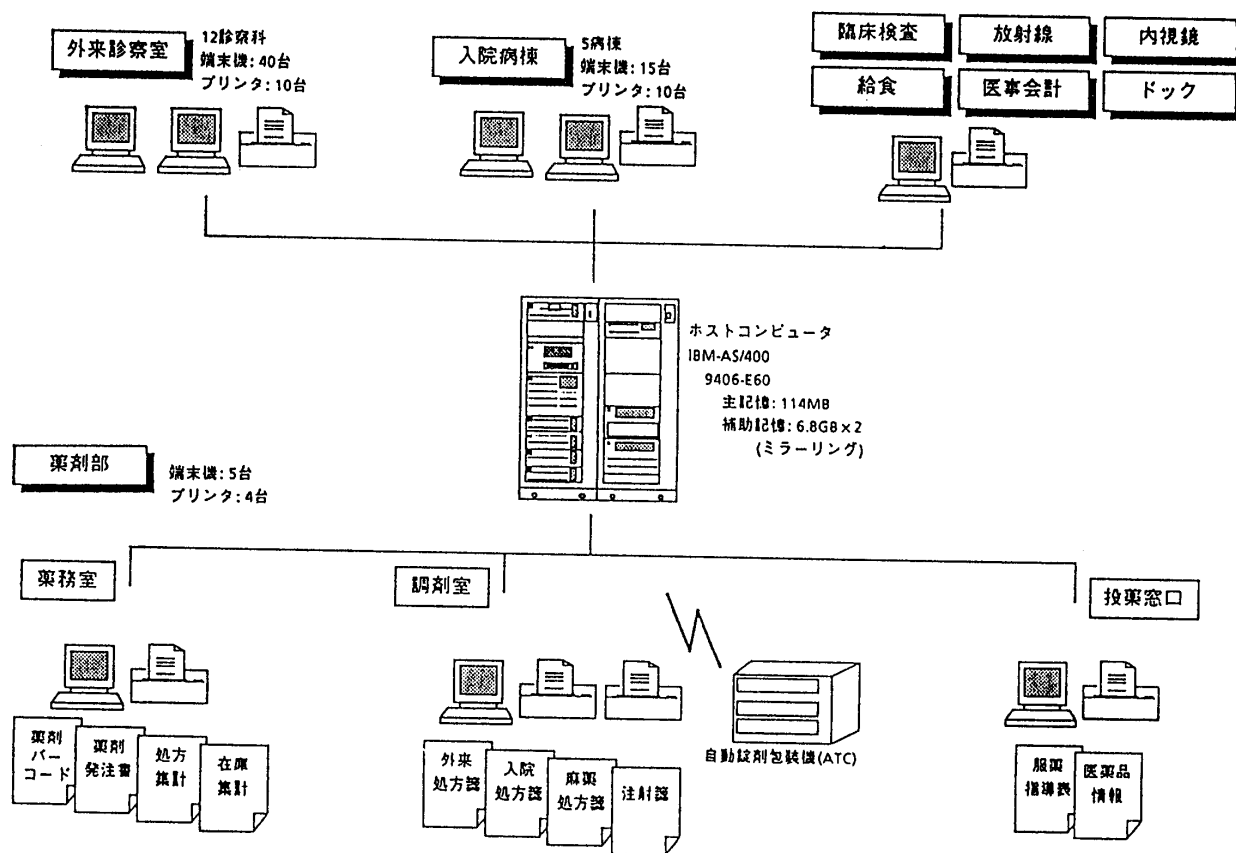 外来診察室
12診察科
端末機:40台
プリンタ:10台
入院病棟
5病棟
端末機:15台
プリンタ:10台
臨床検査
放射線
内視鏡
給食
医事会計
ドック
ホストコンピュータ
IBM-AS/400
9406-E60
主記憶:114MB
補助記憶:6.8GB×2
(ミラーリング)
薬剤部
端末機:5台
プリンタ:4台
薬務室
調剤室
投薬窓口
薬剤
バー
コード
薬剤
発注書
処方
集計
在庫
集計
外来
処方箋
入院
処方箋
麻薬
処方箋
注射箋
自動錠剤包装機(ATC)
服薬
指導表
医薬品
情報